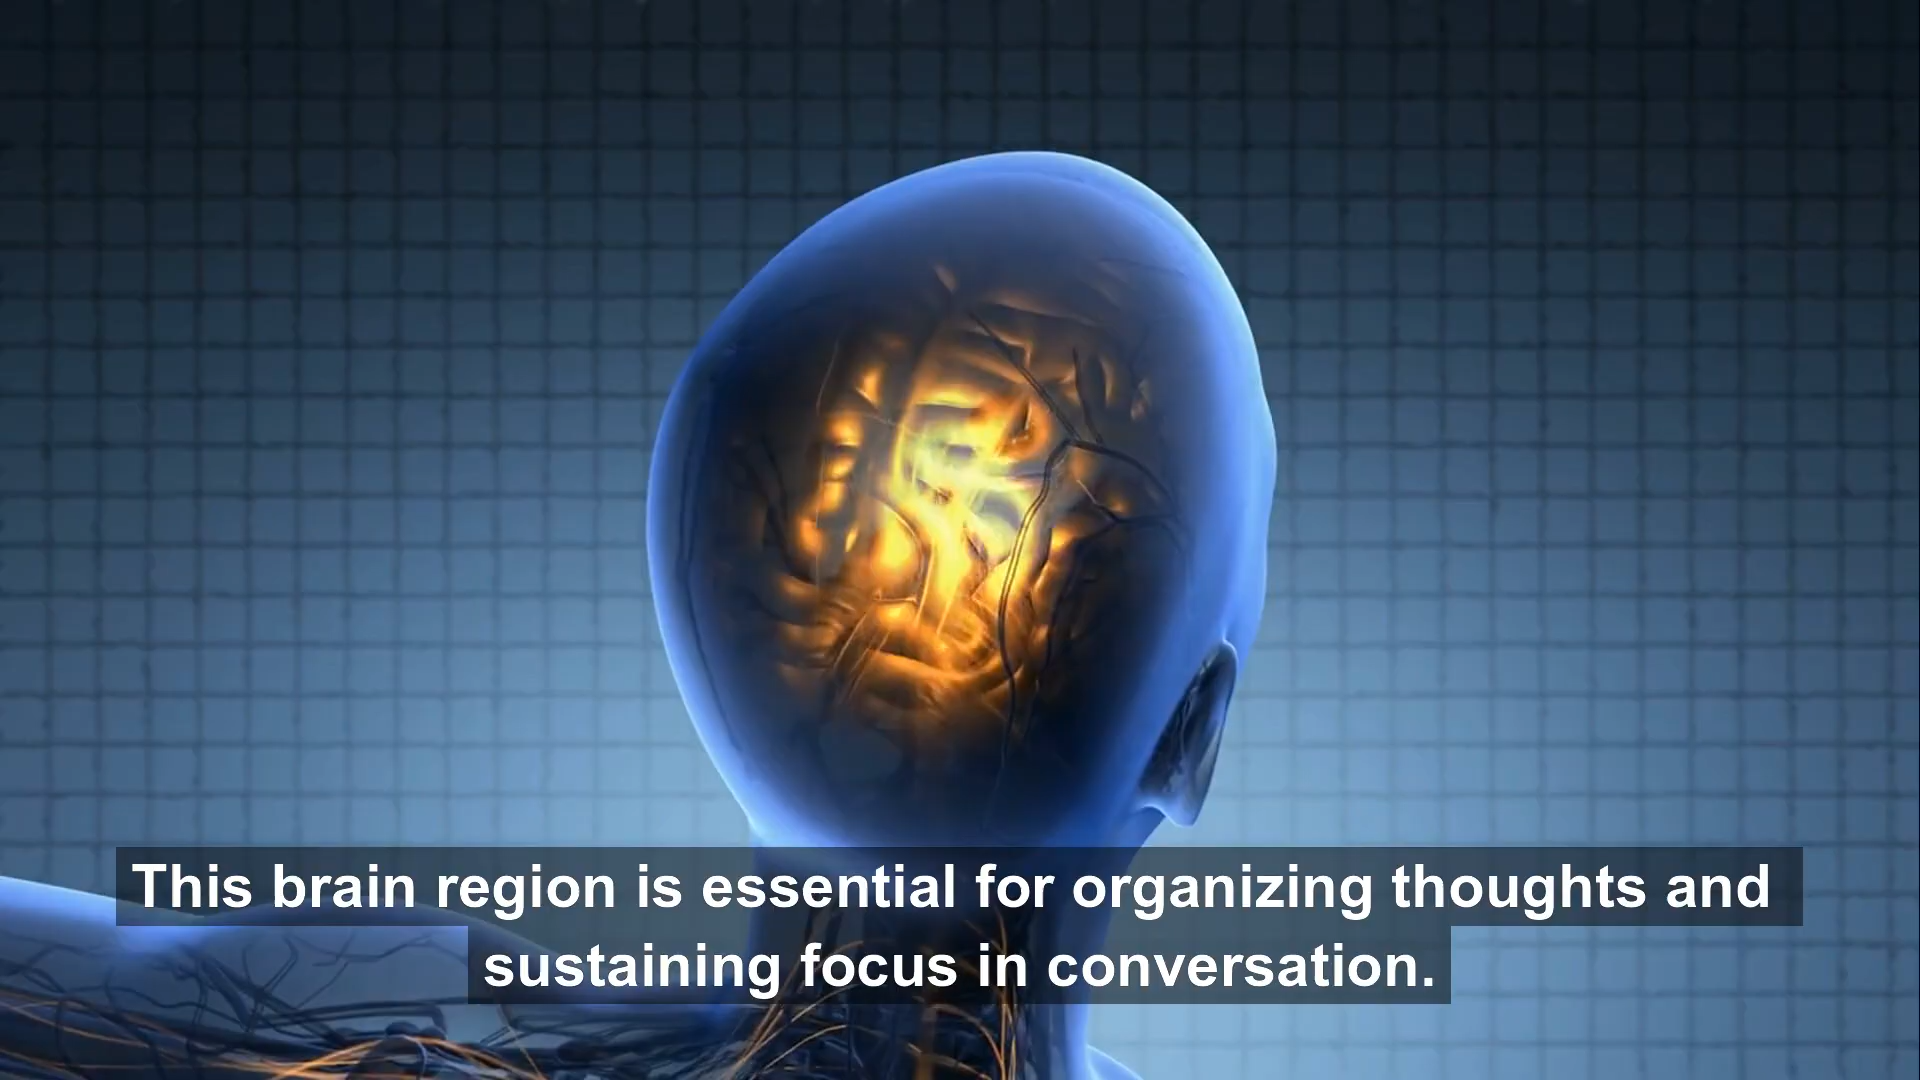 This brain region is essential for organizing thoughts and
sustaining focus in conversation.